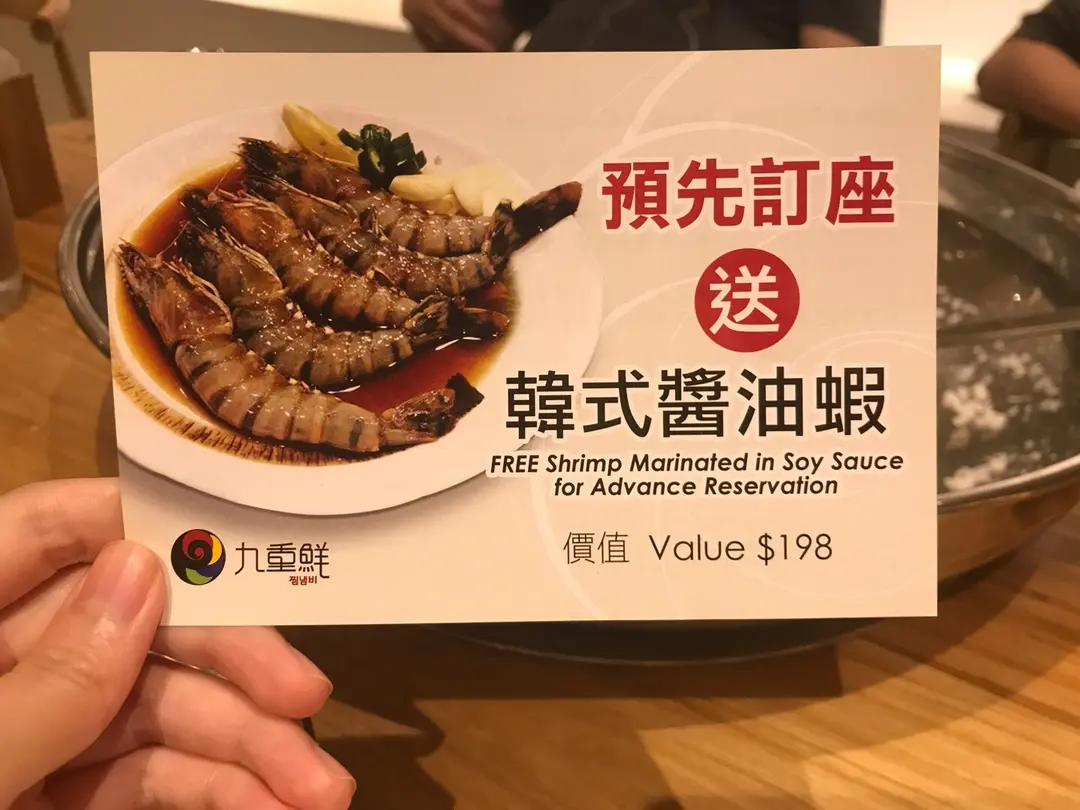 預先訂座
送
韓式醬油蝦
FREE Shrimp Marinated in Soy Sauce
for Advance Reservation
價值 Value $198
九重鮮
찜냄비